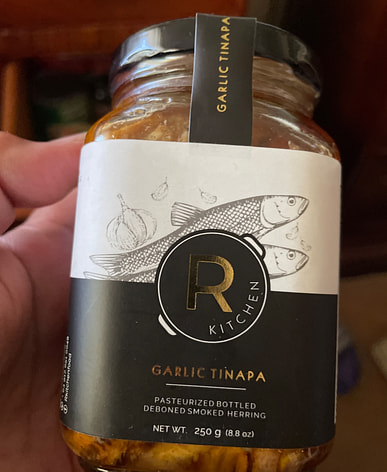 GARLIC TINAPA
R
KITCHEN
GARLIC TINAPA
PASTEURIZED BOTTLED
DEBONED SMOKED HERRING
NET WT. 250 g (8.8 oz)